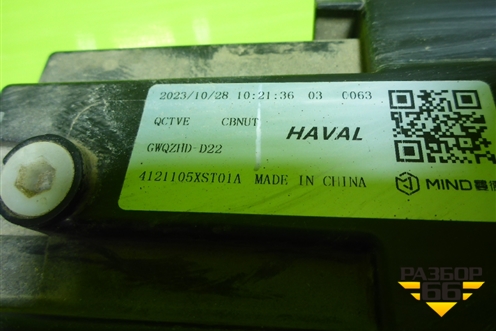 2023/10/28 10:21:36 03 0063
QCTVE CBNUT HAVAL
GWQZHD-D22
4121105XST01A MADE IN CHINA
MIND
РАЗБОР
66